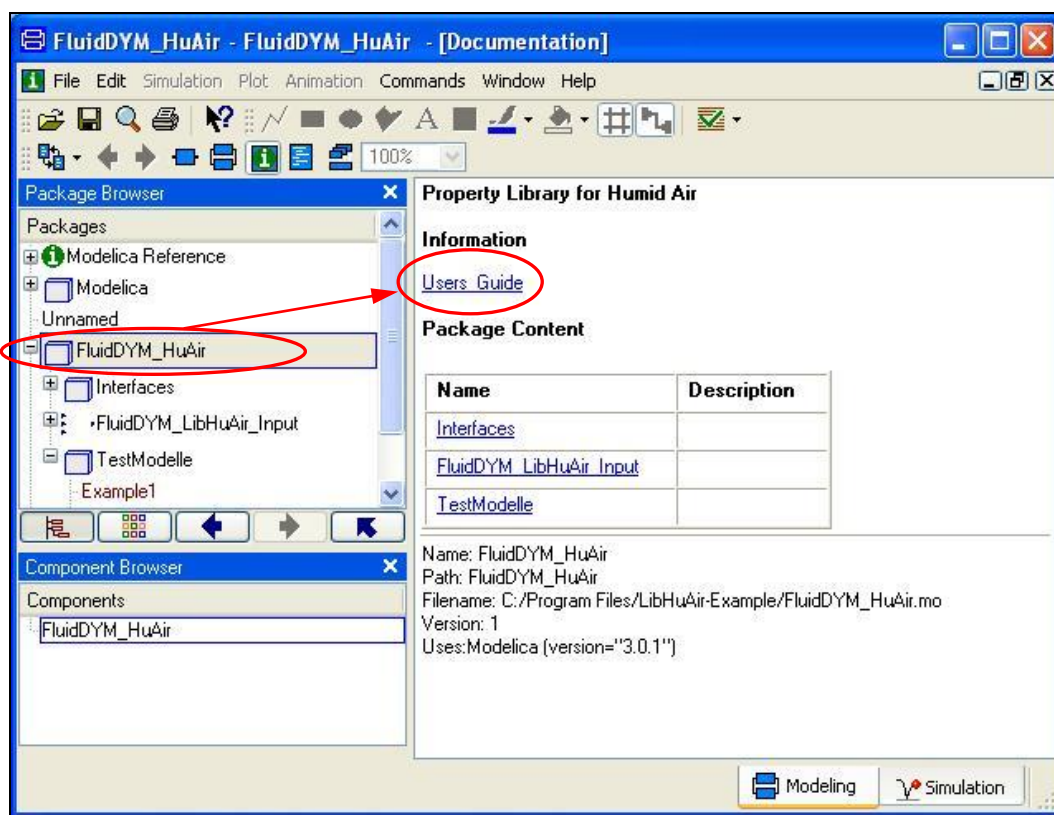 FluidDYM_HuAir - FluidDYM_HuAir - [Documentation]
File Edit Simulation Plot Animation Commands Window Help
100%
Package Browser
Packages
Modelica Reference
Modelica
Unnamed
FluidDYM_HuAir
Interfaces
FluidDYM_LibHuAir_Input
TestModelle
Example1
Component Browser
Components
FluidDYM_HuAir
Property Library for Humid Air
Information
Users Guide
Package Content
Name Description
Interfaces
FluidDYM LibHuAir Input
TestModelle
Name: FluidDYM_HuAir
Path: FluidDYM_HuAir
Filename: C:/Program Files/LibHuAir-Example/FluidDYM_HuAir.mo
Version: 1
Uses:Modelica (version="3.0.1")
Modeling Simulation